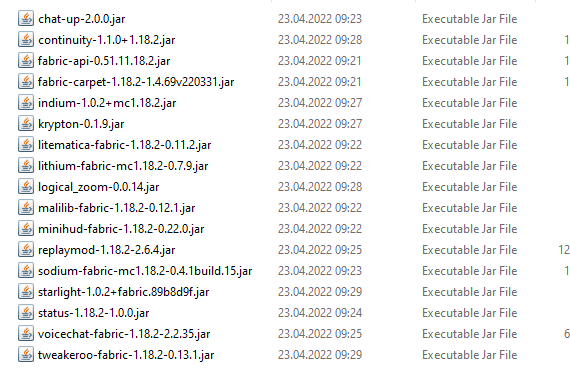 chat-up-2.0.0.jar 23.04.2022 09:23 Executable Jar File
continuity-1.1.0+1.18.2.jar 23.04.2022 09:28 Executable Jar File 1
fabric-api-0.51.11.18.2.jar 23.04.2022 09:21 Executable Jar File 1
fabric-carpet-1.18.2-1.4.69v220331.jar 23.04.2022 09:21 Executable Jar File 1
indium-1.0.2+mc1.18.2.jar 23.04.2022 09:27 Executable Jar File
krypton-0.1.9.jar 23.04.2022 09:27 Executable Jar File
litematica-fabric-1.18.2-0.11.2.jar 23.04.2022 09:22 Executable Jar File
lithium-fabric-mc1.18.2-0.7.9.jar 23.04.2022 09:22 Executable Jar File
logical_zoom-0.0.14.jar 23.04.2022 09:28 Executable Jar File
malilib-fabric-1.18.2-0.12.1.jar 23.04.2022 09:22 Executable Jar File
minihud-fabric-1.18.2-0.22.0.jar 23.04.2022 09:22 Executable Jar File
replaymod-1.18.2-2.6.4.jar 23.04.2022 09:25 Executable Jar File 12
sodium-fabric-mc1.18.2-0.4.1build.15.jar 23.04.2022 09:23 Executable Jar File 1
starlight-1.0.2+fabric.89b8d9f.jar 23.04.2022 09:29 Executable Jar File
status-1.18.2-1.0.0.jar 23.04.2022 09:24 Executable Jar File
voicechat-fabric-1.18.2-2.2.35.jar 23.04.2022 09:25 Executable Jar File 6
tweakeroo-fabric-1.18.2-0.13.1.jar 23.04.2022 09:29 Executable Jar File